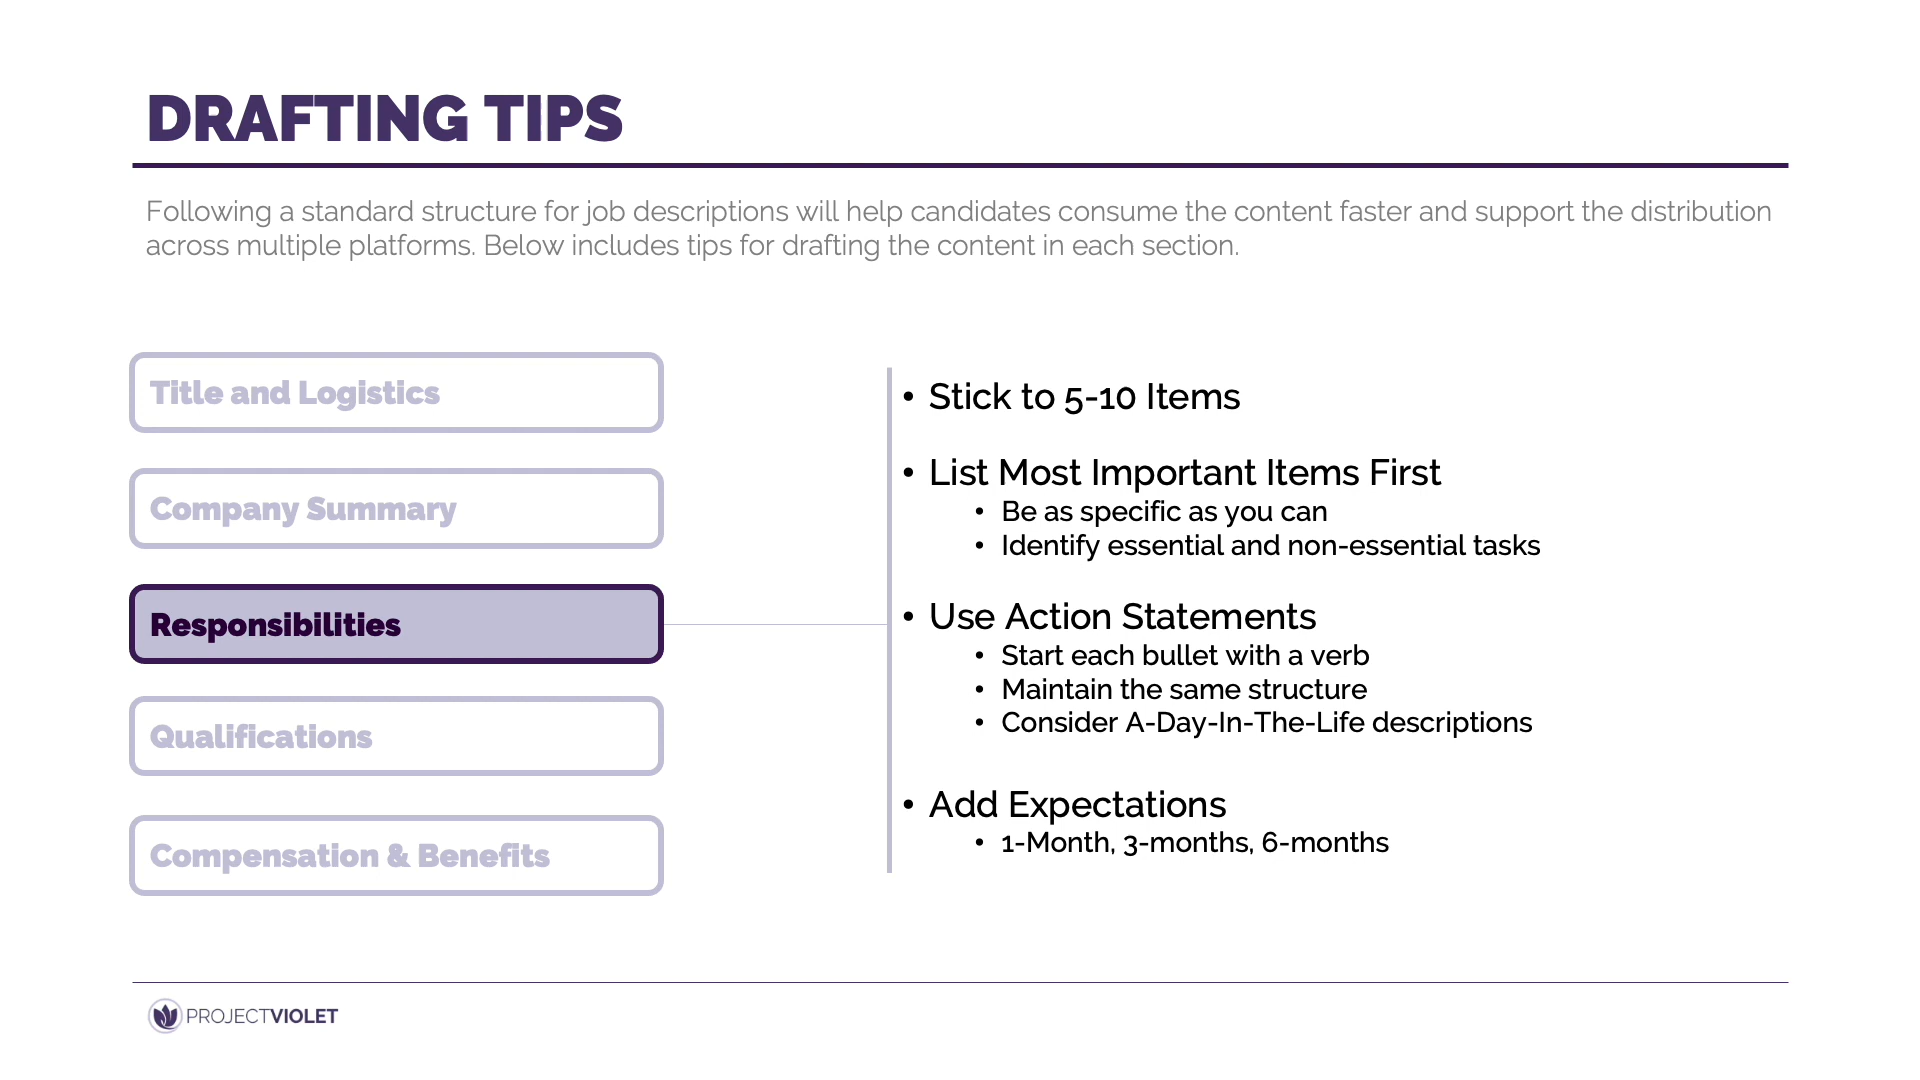 DRAFTING TIPS
Following a standard structure for job descriptions will help candidates consume the content faster and support the distribution
across multiple platforms. Below includes tips for drafting the content in each section.
Title and Logistics
Company Summary
Responsibilities
Qualifications
Compensation & Benefits
• Stick to 5-10 Items
• List Most Important Items First
• Be as specific as you can
• Identify essential and non-essential tasks
• Use Action Statements
• Start each bullet with a verb
• Maintain the same structure
• Consider A-Day-In-The-Life descriptions
• Add Expectations
• 1-Month, 3-months, 6-months
PROJECTVIOLET